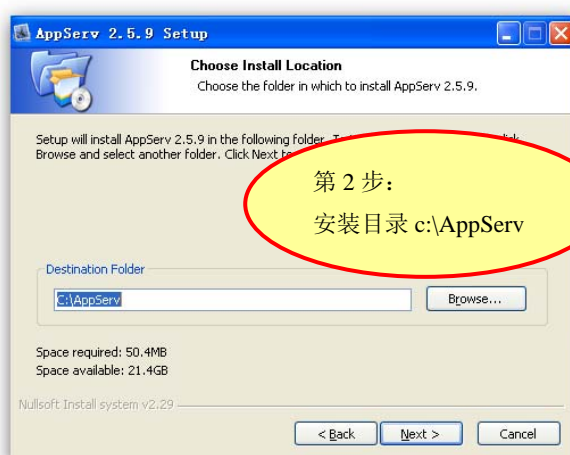 AppServ 2.5.9 Setup
Choose Install Location
Choose the folder in which to install AppServ 2.5.9.
Setup will install AppServ 2.5.9 in the following folder.
Browse and select another folder. Click Next to
第 2 步：
安装目录 c:\AppServ
Destination Folder
C:\AppServ
Browse...
Space required: 50.4MB
Space available: 21.4GB
Nullsoft Install system v2.29
< Back
Next >
Cancel